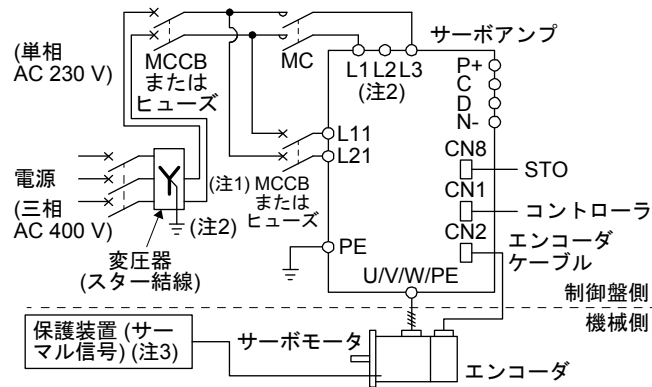 (単相
AC 230 V)
MCCB
または
ヒューズ
MC
サーボアンプ
L1 L2 L3
(注2)
P+
C
D
N-
L11
L21
MCCB
または
ヒューズ
CN8
STO
CN1
コントローラ
CN2
エンコーダ
ケーブル
電源
(三相
AC 400 V)
(注1)
(注2)
変圧器
(スター結線)
PE
U/V/W/PE
制御盤側
機械側
保護装置 (サー
マル信号) (注3)
サーボモータ
エンコーダ